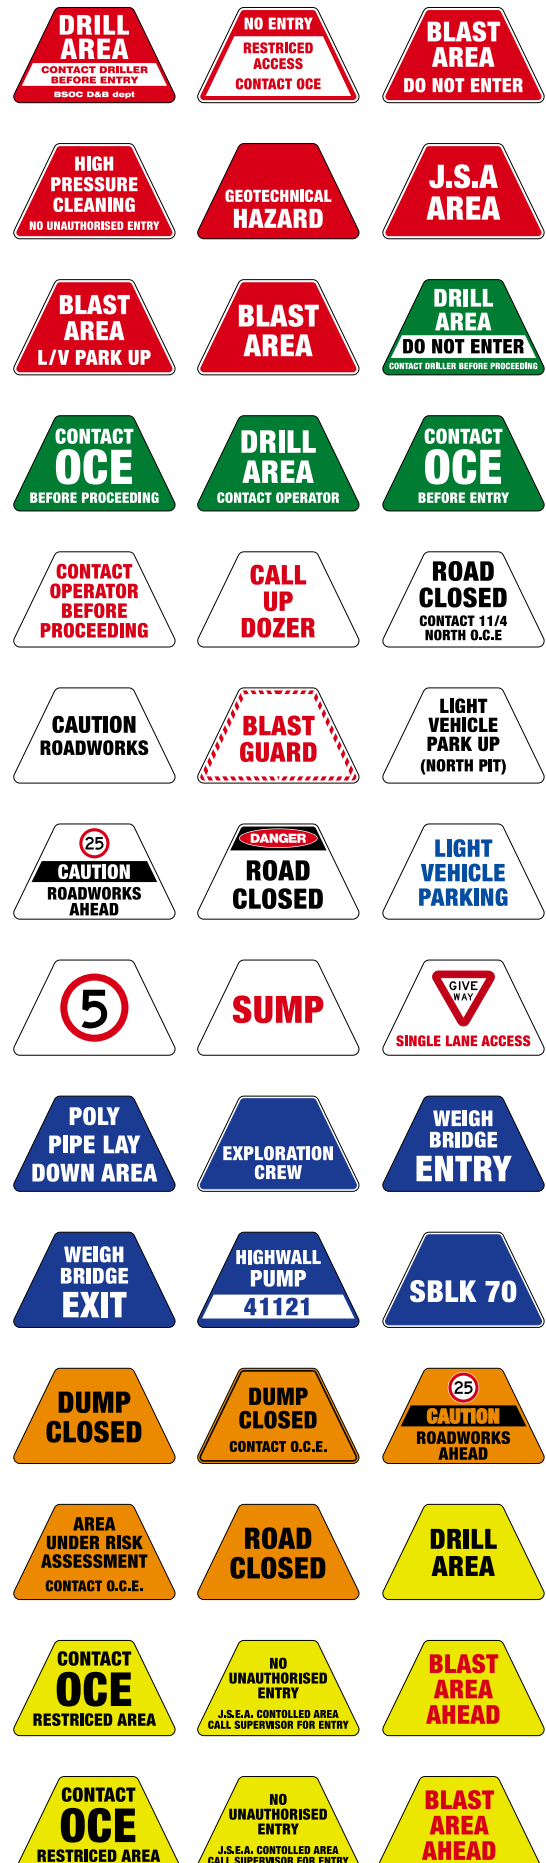 DRILL
AREA
CONTACT DRILLER
BEFORE ENTRY
BSOC D&B dept
NO ENTRY
RESTRICED
ACCESS
CONTACT OCE
BLAST
AREA
DO NOT ENTER
HIGH
PRESSURE
CLEANING
NO UNAUTHORISED ENTRY
GEOTECHNICAL
HAZARD
J.S.A
AREA
BLAST
AREA
L/V PARK UP
BLAST
AREA
DRILL
AREA
DO NOT ENTER
CONTACT DRILLER BEFORE PROCEEDING
CONTACT
OCE
BEFORE PROCEEDING
DRILL
AREA
CONTACT OPERATOR
CONTACT
OCE
BEFORE ENTRY
CONTACT
OPERATOR
BEFORE
PROCEEDING
CALL
UP
DOZER
ROAD
CLOSED
CONTACT 11/4
NORTH O.C.E
CAUTION
ROADWORKS
BLAST
GUARD
LIGHT
VEHICLE
PARK UP
(NORTH PIT)
25
CAUTION
ROADWORKS
AHEAD
DANGER
ROAD
CLOSED
LIGHT
VEHICLE
PARKING
5
SUMP
GIVE
WAY
SINGLE LANE ACCESS
POLY
PIPE LAY
DOWN AREA
EXPLORATION
CREW
WEIGH
BRIDGE
ENTRY
WEIGH
BRIDGE
EXIT
HIGHWALL
PUMP
41121
SBLK 70
DUMP
CLOSED
DUMP
CLOSED
CONTACT O.C.E.
25
CAUTION
ROADWORKS
AHEAD
AREA
UNDER RISK
ASSESSMENT
CONTACT O.C.E.
ROAD
CLOSED
DRILL
AREA
CONTACT
OCE
RESTRICED AREA
NO
UNAUTHORISED
ENTRY
J.S.E.A. CONTOLLED AREA
CALL SUPERVISOR FOR ENTRY
BLAST
AREA
AHEAD
CONTACT
OCE
RESTRICED AREA
NO
UNAUTHORISED
ENTRY
J.S.E.A. CONTOLLED AREA
CALL SUPERVISOR FOR ENTRY
BLAST
AREA
AHEAD